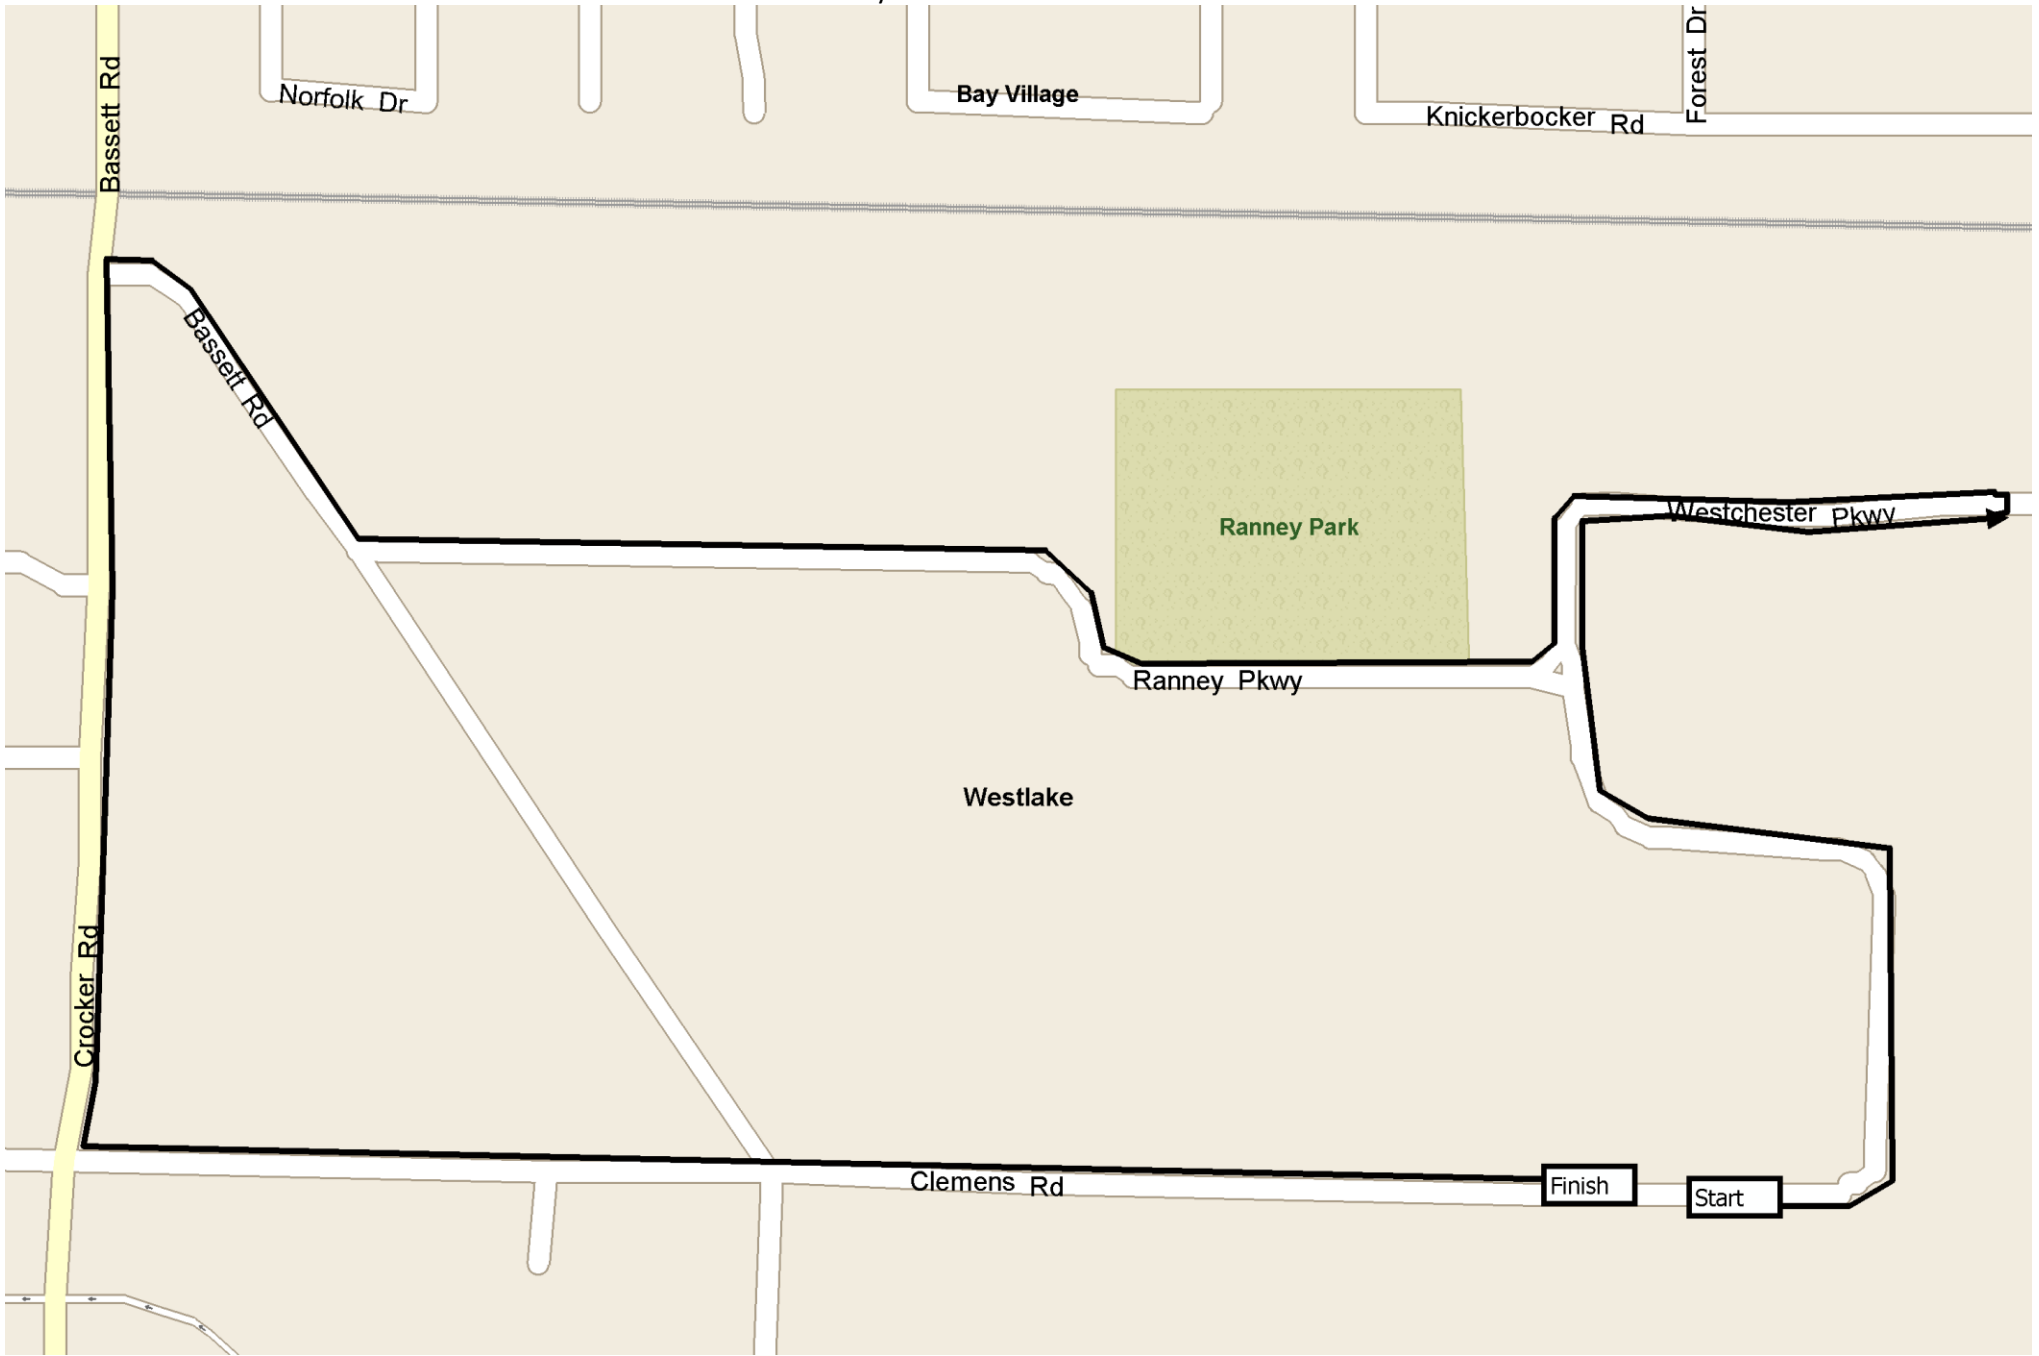 Bassett Rd
Norfolk Dr
Bay Village
Knickerbocker Rd
Forest Dr
Bassett Rd
Ranney Park
Westchester Pkwy
Ranney Pkwy
Westlake
Crocker Rd
Clemens Rd
Finish
Start